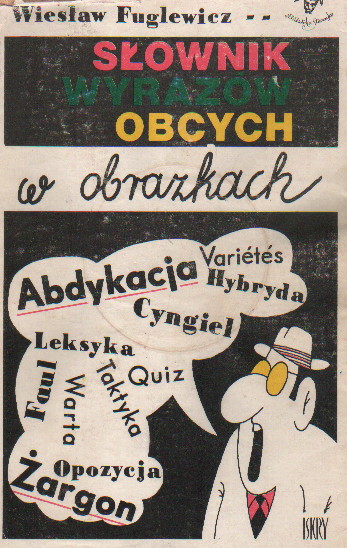 Wiesław Fuglewicz --
SŁOWNIK
WYRAZÓW
OBCYCH
w obrazkach
Variétés
Abdykacja
Hybryda
Cyngiel
Leksyka
Taktyka
Quiz
Faul
Warta
Opozycja
Żargon
ISKRY